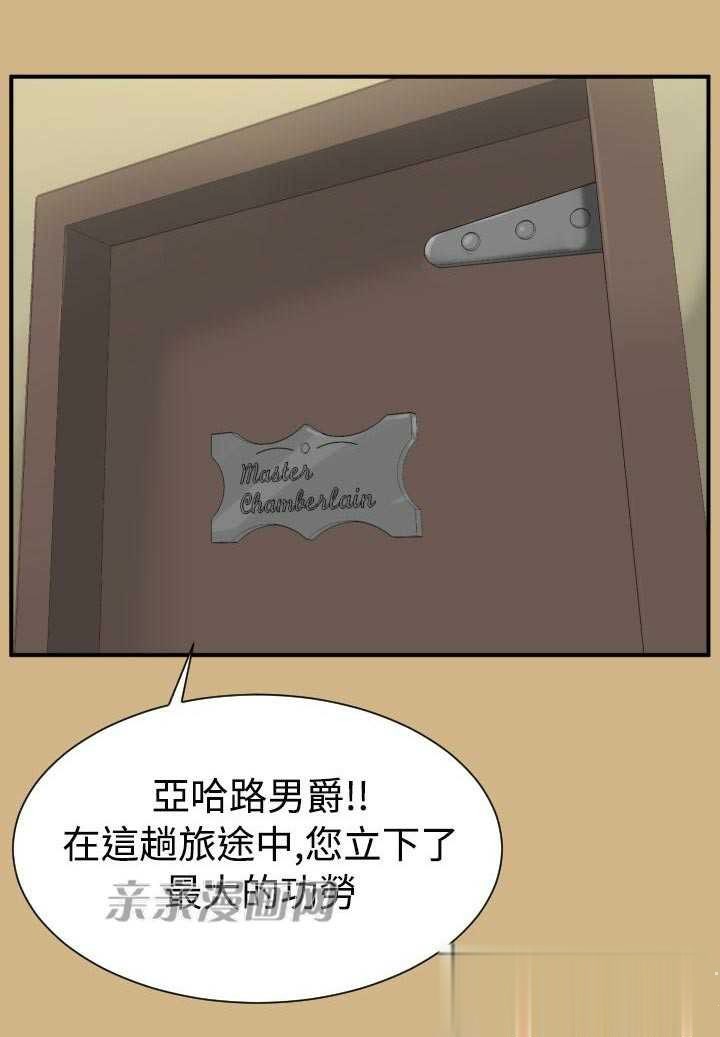 Master
Chamberlain
亞哈路男爵!!
在這趟旅途中,您立下了
最大的功勞
亲亲漫画网